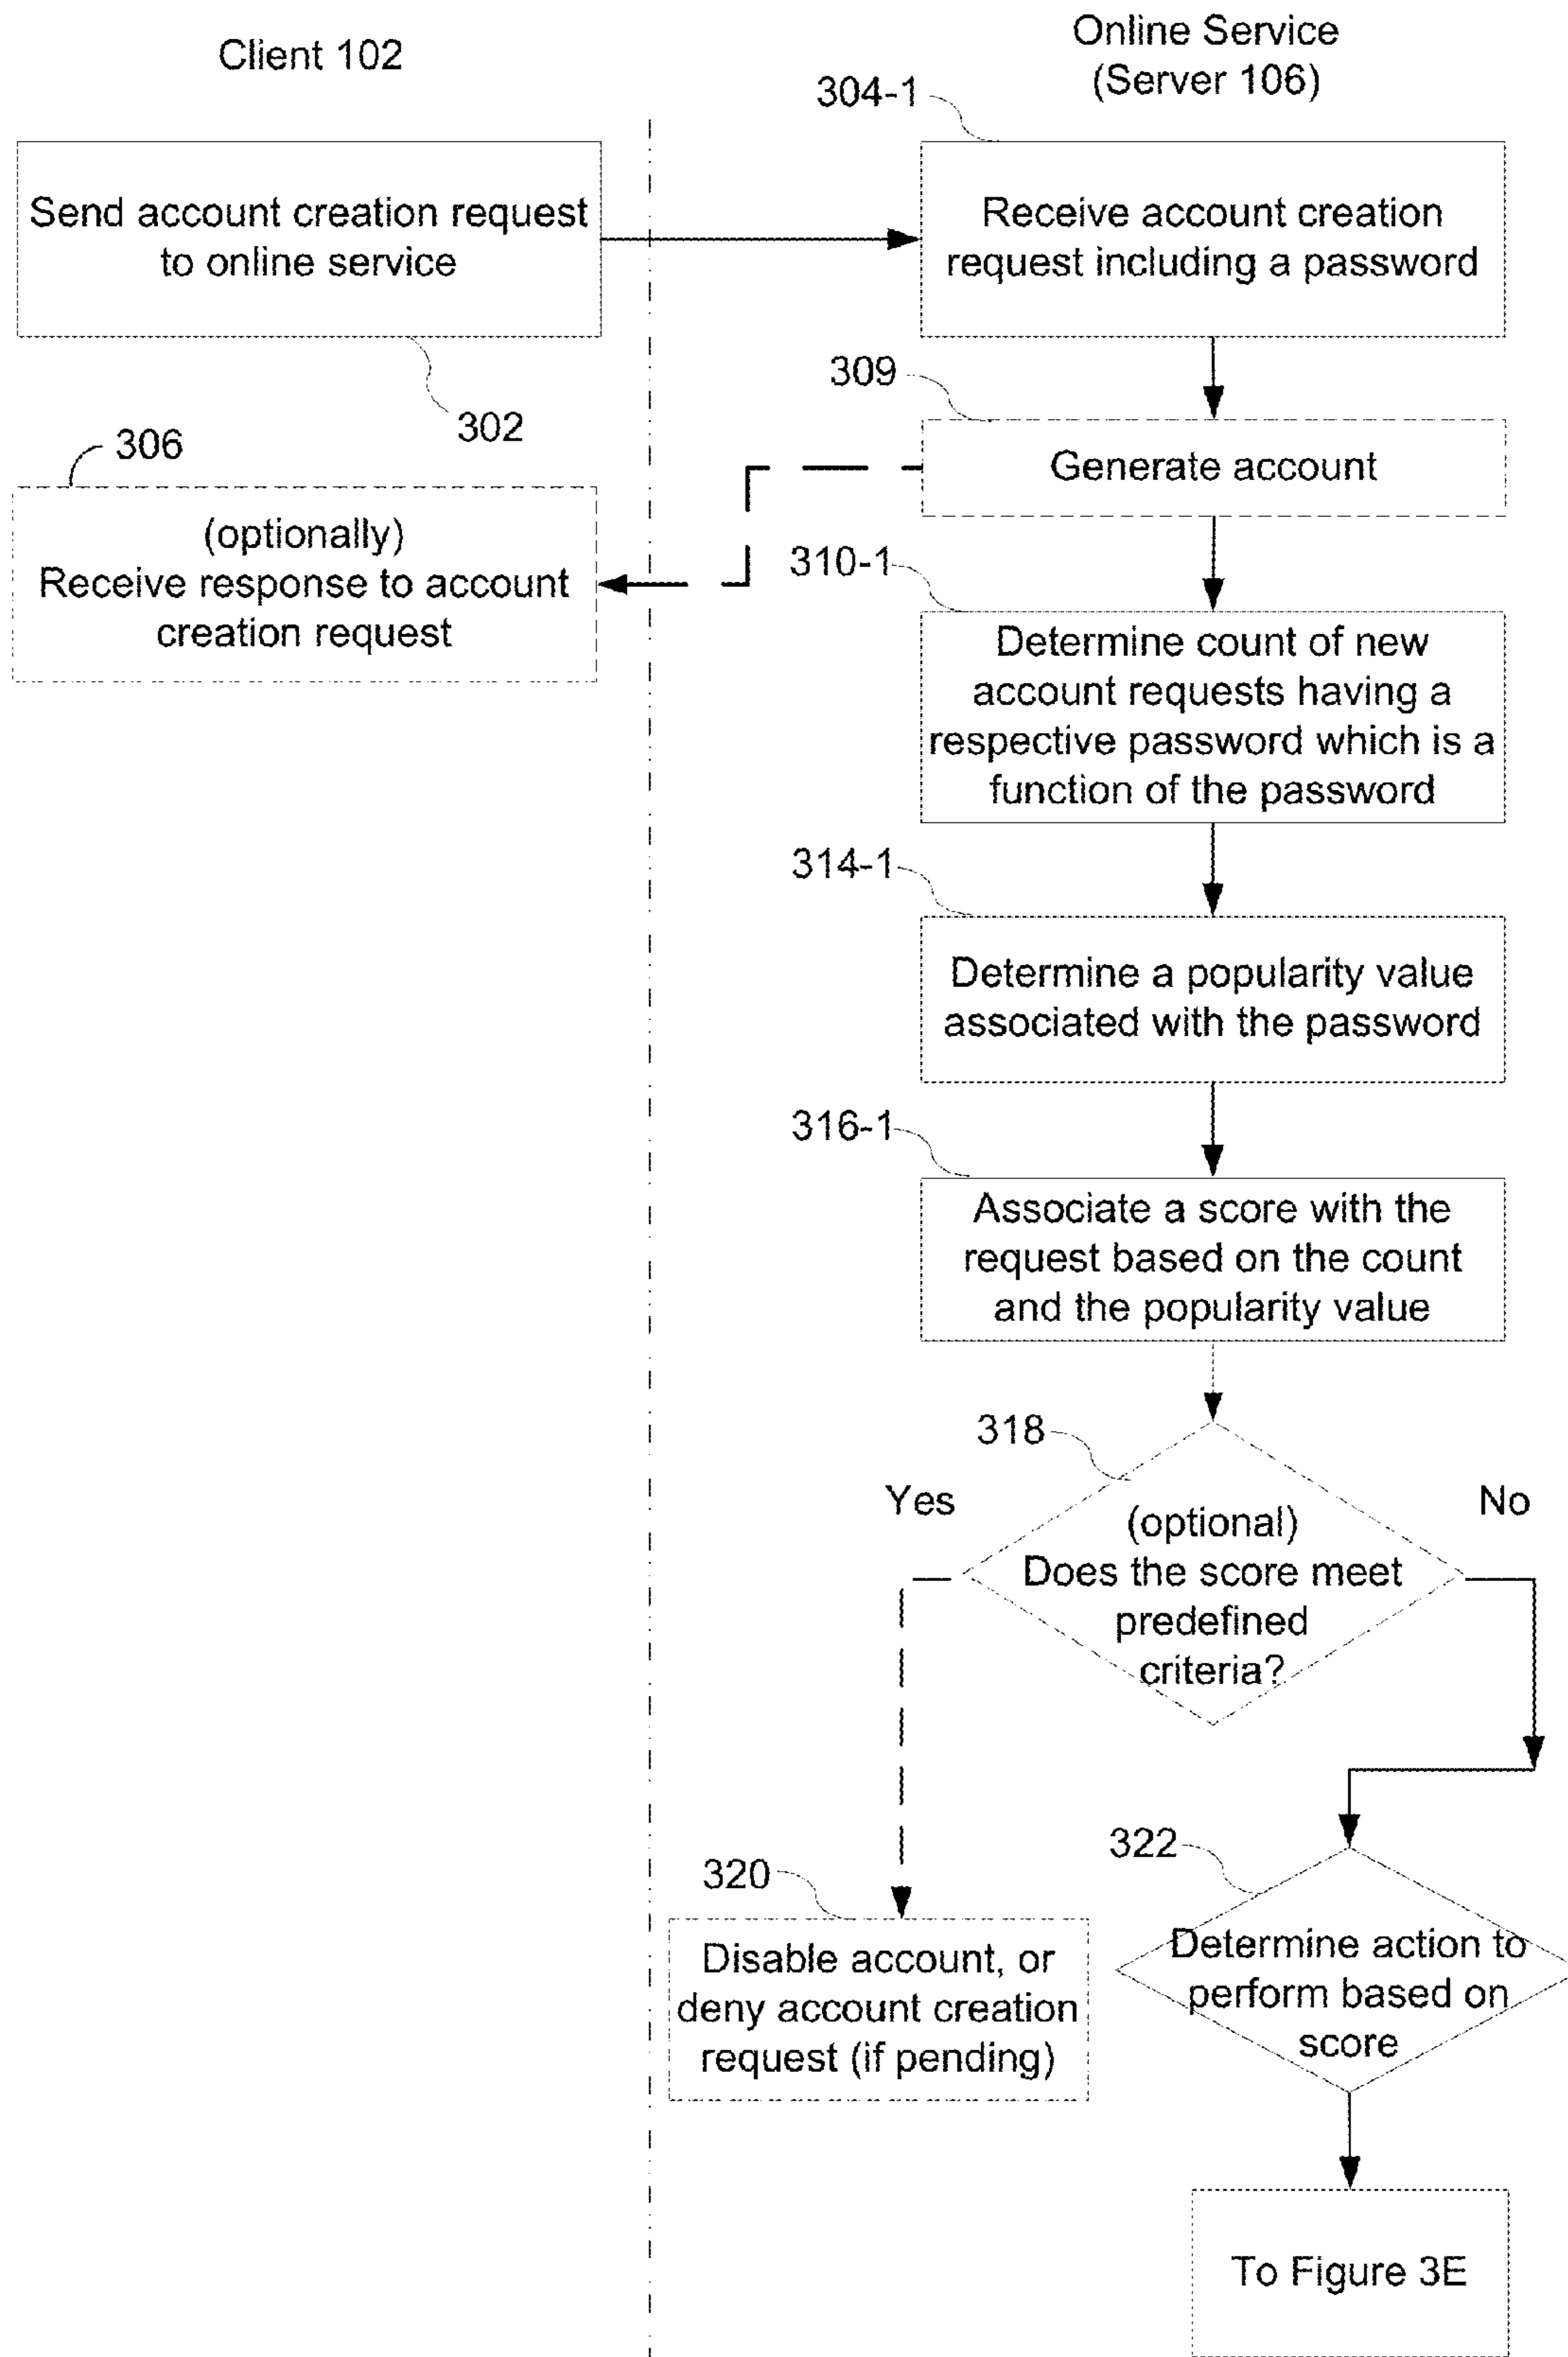 Client 102
Online Service
(Server 106)
304-1
Send account creation request
to online service
Receive account creation
request including a password
302
309
Generate account
306
(optionally)
Receive response to account
creation request
310-1
Determine count of new
account requests having a
respective password which is a
function of the password
314-1
Determine a popularity value
associated with the password
316-1
Associate a score with the
request based on the count
and the popularity value
318
Yes
No
(optional)
Does the score meet
predefined
criteria?
320
Disable account, or
deny account creation
request (if pending)
322
Determine action to
perform based on
score
To Figure 3E